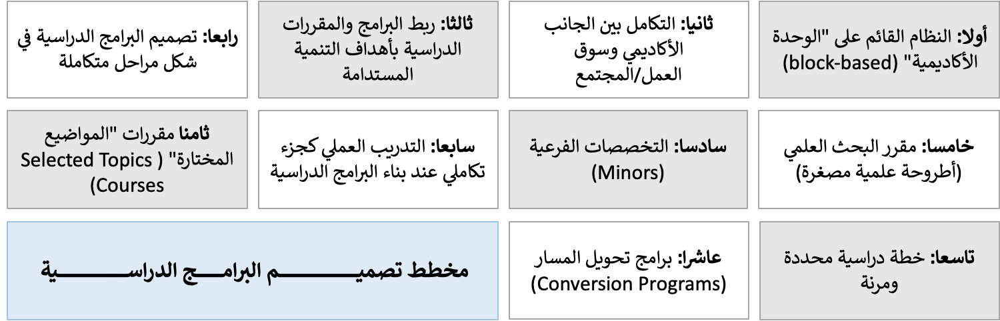 أولا: النظام القائم على "الوحدة
الأكاديمية" (block-based)
ثانيا: التكامل بين الجانب
الأكاديمي وسوق
العمل/المجتمع
ثالثا: ربط البرامج والمقررات
الدراسية بأهداف التنمية
المستدامة
رابعا: تصميم البرامج الدراسية في
شكل مراحل متكاملة
خامسا: مقرر البحث العلمي
(أطروحة علمية مصغرة)
سادسا: التخصصات الفرعية
(Minors)
سابعا: التدريب العملي كجزء
تكاملي عند بناء البرامج الدراسية
ثامنا مقررات "المواضيع
المختارة" (Selected Topics
Courses)
تاسعا: خطة دراسية محددة
ومرنة
عاشرا: برامج تحويل المسار
(Conversion Programs)
مخطط تصميـــــــــــم البرامـــج الدراســـــــــية